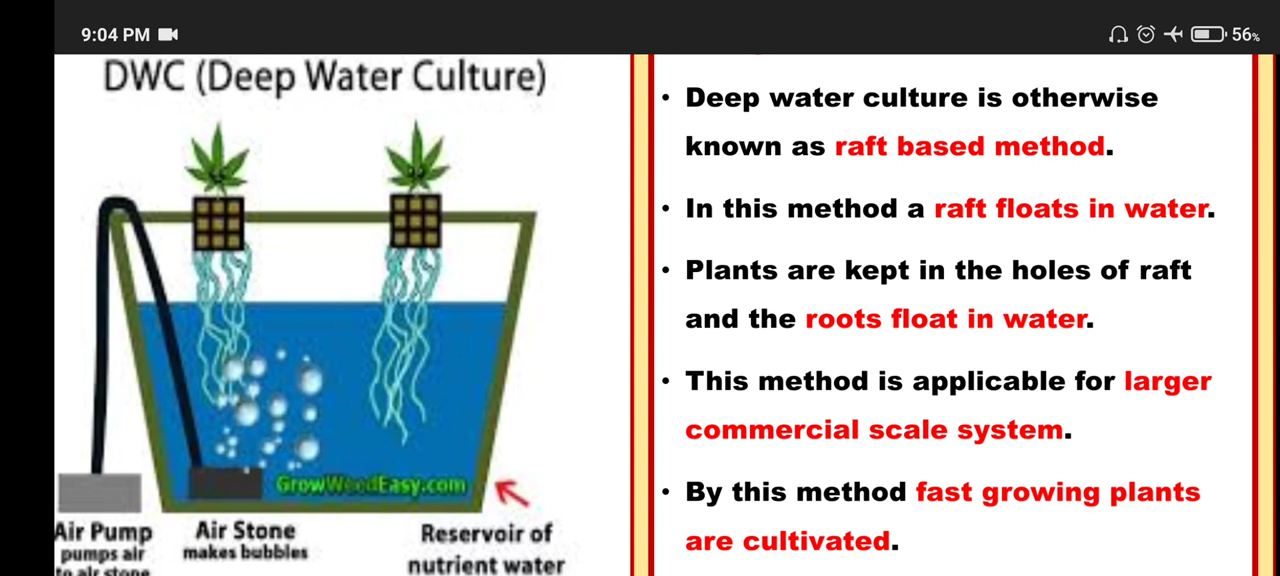 9:04 PM
56%
DWC (Deep Water Culture)
GrowWeedEasy.com
Air Pump
pumps air
to air stone
Air Stone
makes bubbles
Reservoir of
nutrient water
• Deep water culture is otherwise
known as raft based method.
• In this method a raft floats in water.
• Plants are kept in the holes of raft
and the roots float in water.
• This method is applicable for larger
commercial scale system.
• By this method fast growing plants
are cultivated.